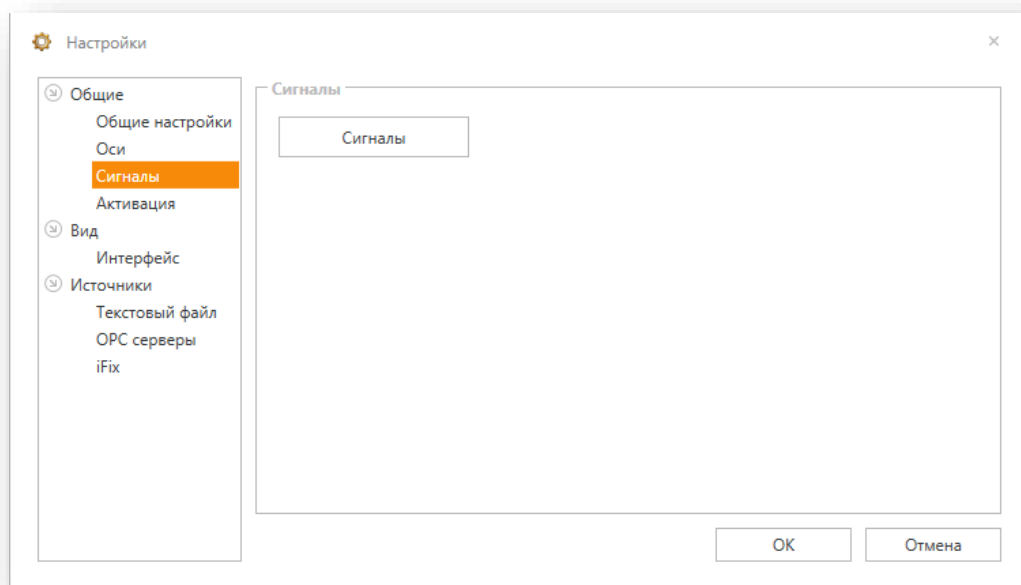 Настройки
Общие
Общие настройки
Оси
Сигналы
Активация
Вид
Интерфейс
Источники
Текстовый файл
OPC серверы
iFix
Сигналы
Сигналы
OK
Отмена